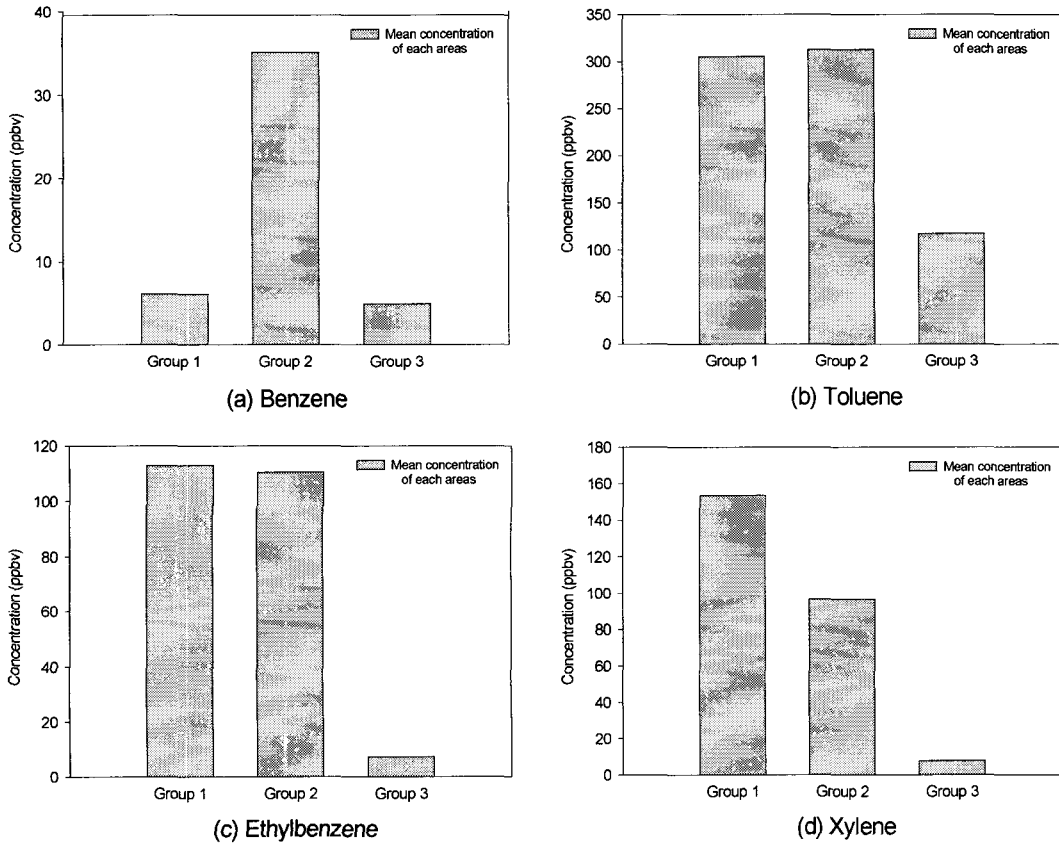 40
30
20
10
0
Concentration (ppbv)
Mean concentration
of each areas
Group 1 Group 2 Group 3
(a) Benzene
350
300
250
200
150
100
50
0
Concentration (ppbv)
Mean concentration
of each areas
Group 1 Group 2 Group 3
(b) Toluene
120
100
80
60
40
20
0
Concentration (ppbv)
Mean concentration
of each areas
Group 1 Group 2 Group 3
(c) Ethylbenzene
180
160
140
120
100
80
60
40
20
0
Concentration (ppbv)
Mean concentration
of each areas
Group 1 Group 2 Group 3
(d) Xylene